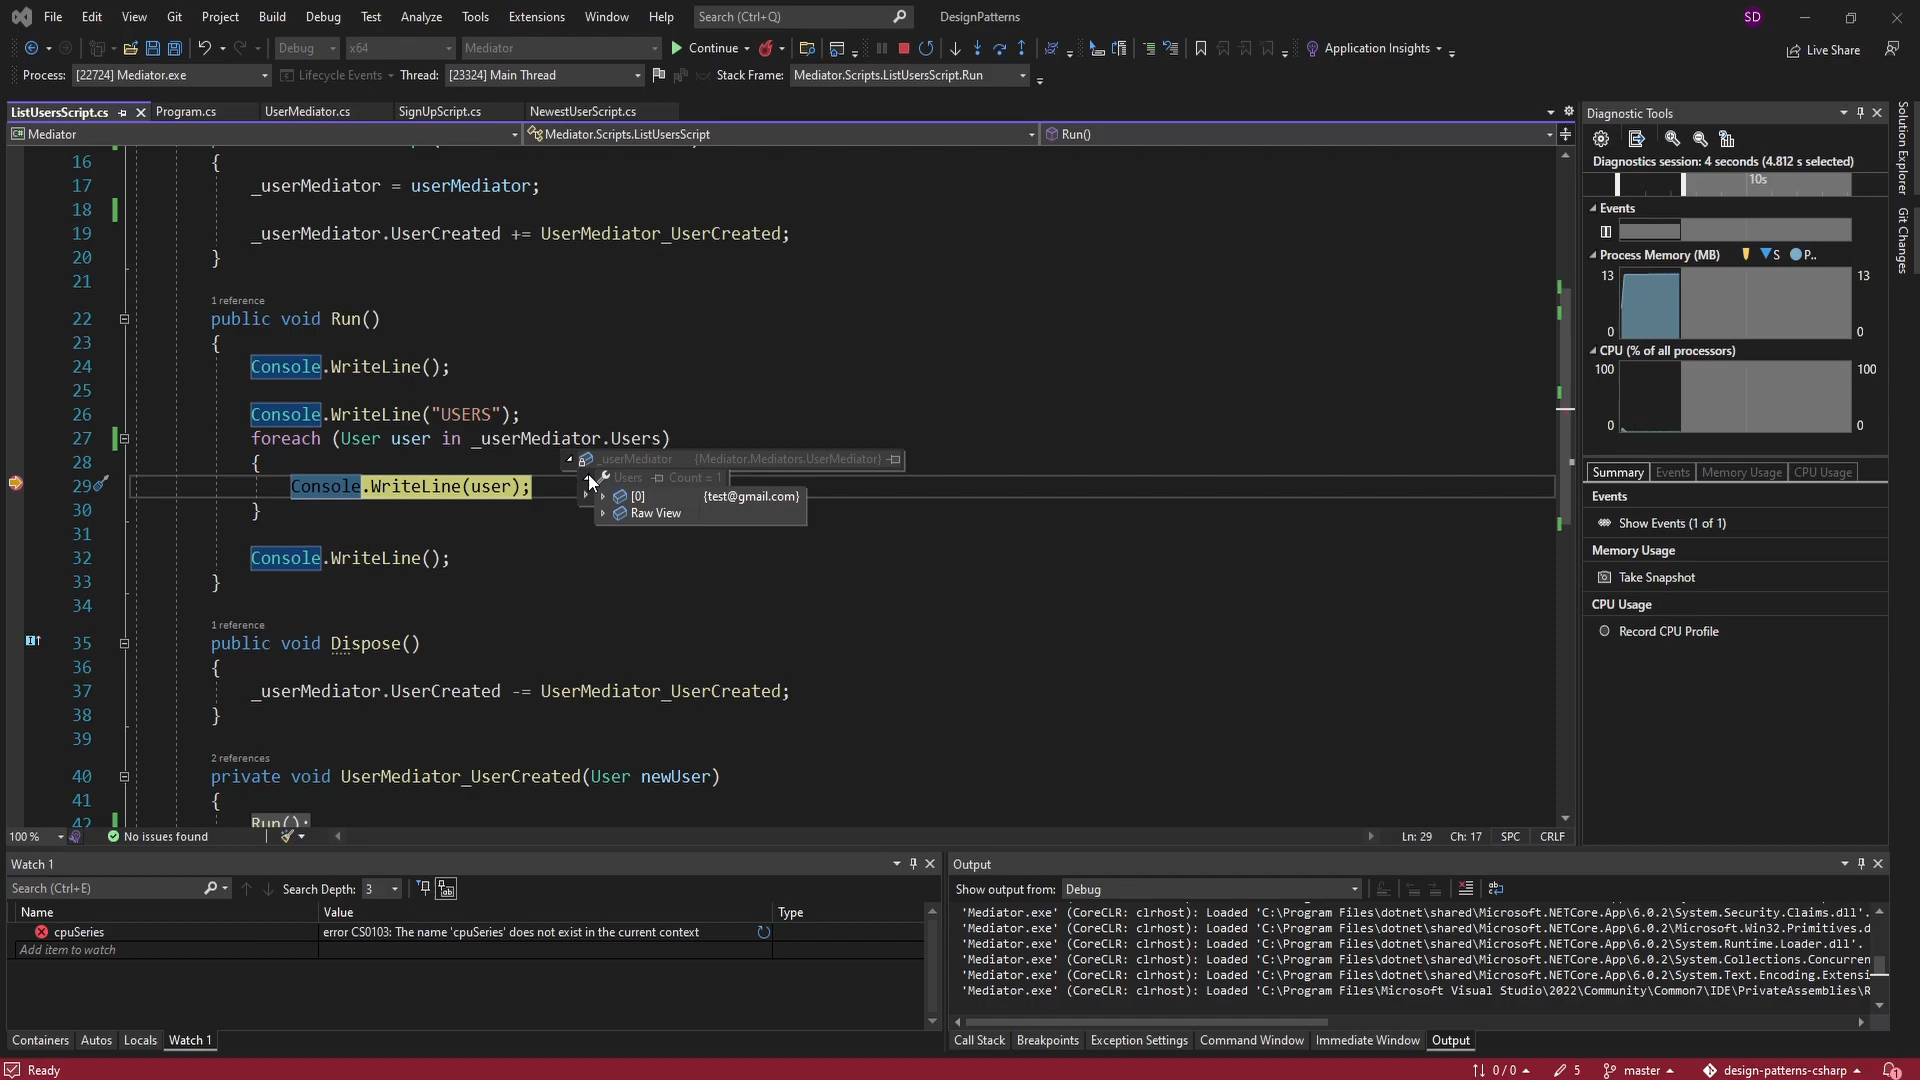 File Edit View Git Project Build Debug Test Analyze Tools Extensions Window Help Search (Ctrl+Q) DesignPatterns SD
Debug x64 Mediator Continue Application Insights Live Share
Process: [22724] Mediator.exe Lifecycle Events Thread: [23324] Main Thread Stack Frame: Mediator.Scripts.ListUsersScript.Run
ListUsersScript.cs Program.cs UserMediator.cs SignUpScript.cs NewestUserScript.cs
Mediator Mediator.Scripts.ListUsersScript Run()
16 {
17 _userMediator = userMediator;
18
19 _userMediator.UserCreated += UserMediator_UserCreated;
20 }
21
1 reference
22 public void Run()
23 {
24 Console.WriteLine();
25
26 Console.WriteLine("USERS");
27 foreach (User user in _userMediator.Users)
28 {
_userMediator {Mediator.Mediators.UserMediator}
Users Count = 1
29 Console.WriteLine(user);
[0] {test@gmail.com}
Raw View
30 }
31
32 Console.WriteLine();
33 }
34
1 reference
35 public void Dispose()
36 {
37 _userMediator.UserCreated -= UserMediator_UserCreated;
38 }
39
2 references
40 private void UserMediator_UserCreated(User newUser)
41 {
42 Run();
100 % No issues found Ln: 29 Ch: 17 SPC CRLF
Diagnostic Tools
Diagnostics session: 4 seconds (4.812 s selected)
10s
Events
Process Memory (MB) S P..
13 13
0 0
CPU (% of all processors)
100 100
0 0
Summary Events Memory Usage CPU Usage
Events
Show Events (1 of 1)
Memory Usage
Take Snapshot
CPU Usage
Record CPU Profile
Solution Explorer
Git Changes
Watch 1
Search (Ctrl+E) Search Depth: 3
Name Value Type
cpuSeries error CS0103: The name 'cpuSeries' does not exist in the current context
Add item to watch
Containers Autos Locals Watch 1
Output
Show output from: Debug
'Mediator.exe' (CoreCLR: clrhost): Loaded 'C:\Program Files\dotnet\shared\Microsoft.NETCore.App\6.0.2\System.Security.Claims.dll'.
'Mediator.exe' (CoreCLR: clrhost): Loaded 'C:\Program Files\dotnet\shared\Microsoft.NETCore.App\6.0.2\Microsoft.Win32.Primitives.d
'Mediator.exe' (CoreCLR: clrhost): Loaded 'C:\Program Files\dotnet\shared\Microsoft.NETCore.App\6.0.2\System.Runtime.Loader.dll'.
'Mediator.exe' (CoreCLR: clrhost): Loaded 'C:\Program Files\dotnet\shared\Microsoft.NETCore.App\6.0.2\System.Collections.Concurren
'Mediator.exe' (CoreCLR: clrhost): Loaded 'C:\Program Files\dotnet\shared\Microsoft.NETCore.App\6.0.2\System.Text.Encoding.Extensi
'Mediator.exe' (CoreCLR: clrhost): Loaded 'C:\Program Files\Microsoft Visual Studio\2022\Community\Common7\IDE\PrivateAssemblies\R
Call Stack Breakpoints Exception Settings Command Window Immediate Window Output
Ready 0 / 0 5 master design-patterns-csharp 1